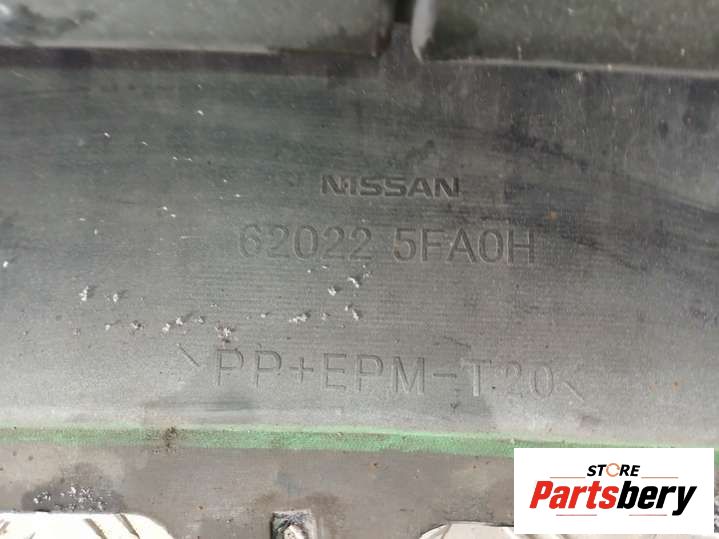 NISSAN
62022 5FA0H
>PP+EPM-T20<
STORE
Partsbery